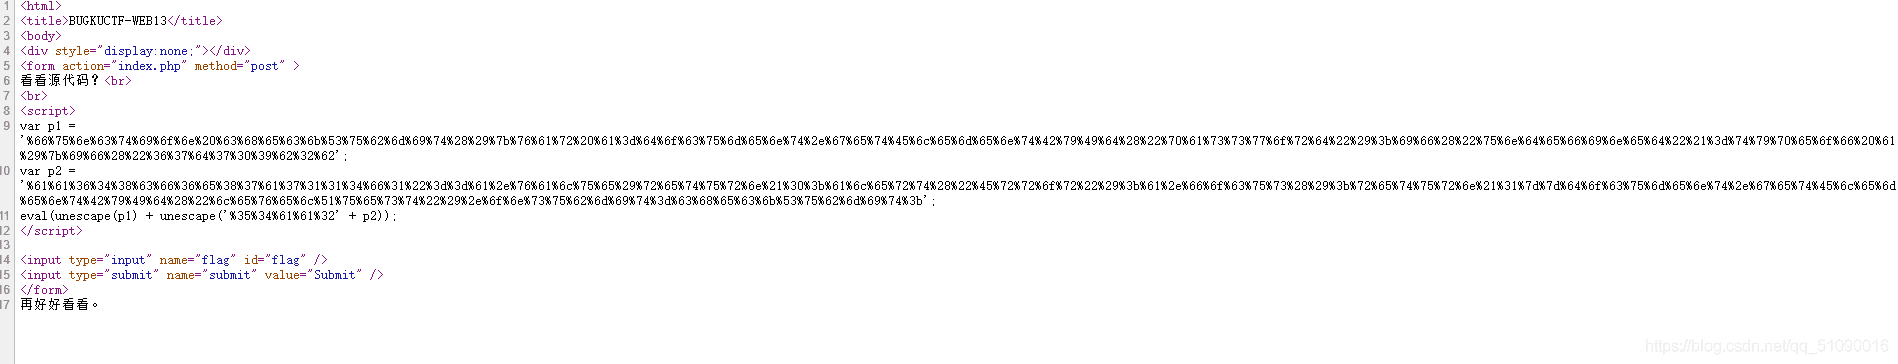 1 <html>
2 <title>BUGKUCTF-WEB13</title>
3 <body>
4 <div style="display:none;"></div>
5 <form action="index.php" method="post" >
6 看看源代码？<br>
7 <br>
8 <script>
9 var p1 =
'%66%75%6e%63%74%69%6f%6e%20%63%68%65%63%6b%53%75%62%6d%69%74%28%29%7b%76%61%72%20%61%3d%64%6f%63%75%6d%65%6e%74%2e%67%65%74%45%6c%65%6d%65%6e%74%42%79%49%64%28%22%70%61%73%73%77%6f%72%64%22%29%3b%69%66%28%22%75%6e%64%65%66%69%6e%65%64%22%21%3d%74%79%70%65%6f%66%20%61
%29%7b%69%66%28%22%36%37%64%37%30%39%62%32%62';
10 var p2 =
'%61%61%36%34%38%63%66%36%65%38%37%61%37%31%31%34%66%31%22%3d%3d%61%2e%76%61%6c%75%65%29%72%65%74%75%72%6e%21%30%3b%61%6c%65%72%74%28%22%45%72%72%6f%72%22%29%3b%61%2e%66%6f%63%75%73%28%29%3b%72%65%74%75%72%6e%21%31%7d%7d%64%6f%63%75%6d%65%6e%74%2e%67%65%74%45%6c%65%6d
%65%6e%74%42%79%49%64%28%22%6c%65%76%65%6c%51%75%65%73%74%22%29%2e%6f%6e%73%75%62%6d%69%74%3d%63%68%65%63%6b%53%75%62%6d%69%74%3b';
11 eval(unescape(p1) + unescape('%35%34%61%61%32' + p2));
12 </script>
13
14 <input type="input" name="flag" id="flag" />
15 <input type="submit" name="submit" value="Submit" />
16 </form>
17 再好好看看。
https://blog.csdn.net/qq_51090016